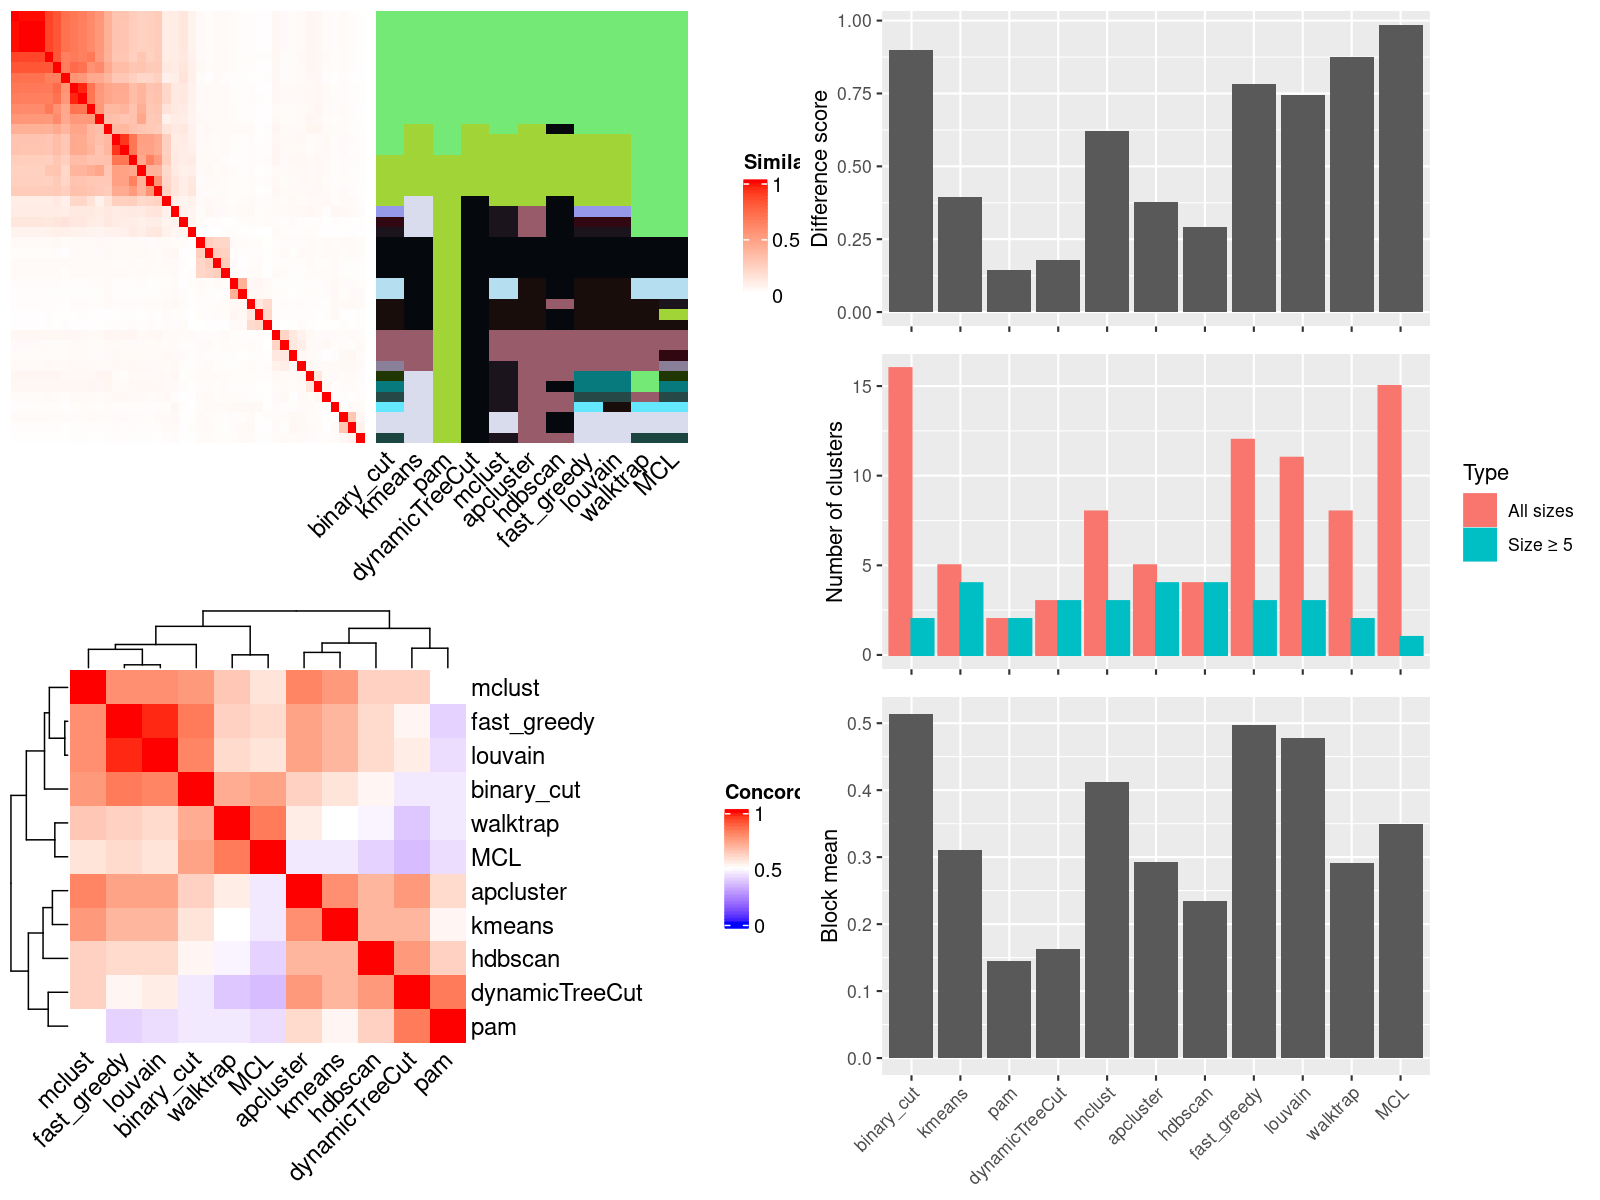 Simila
1
0.5
0
binary_cut
kmeans
pam
dynamicTreeCut
mclust
apcluster
hdbscan
fast_greedy
louvain
walktrap
MCL
mclust
fast_greedy
louvain
binary_cut
walktrap
MCL
apcluster
kmeans
hdbscan
dynamicTreeCut
pam
Concord
1
0.5
0
mclust
fast_greedy
louvain
binary_cut
walktrap
MCL
apcluster
kmeans
hdbscan
dynamicTreeCut
pam
Difference score
1.00
0.75
0.50
0.25
0.00
Number of clusters
15
10
5
0
Type
All sizes
Size ≥ 5
Block mean
0.5
0.4
0.3
0.2
0.1
0.0
binary_cut
kmeans
pam
dynamicTreeCut
mclust
apcluster
hdbscan
fast_greedy
louvain
walktrap
MCL